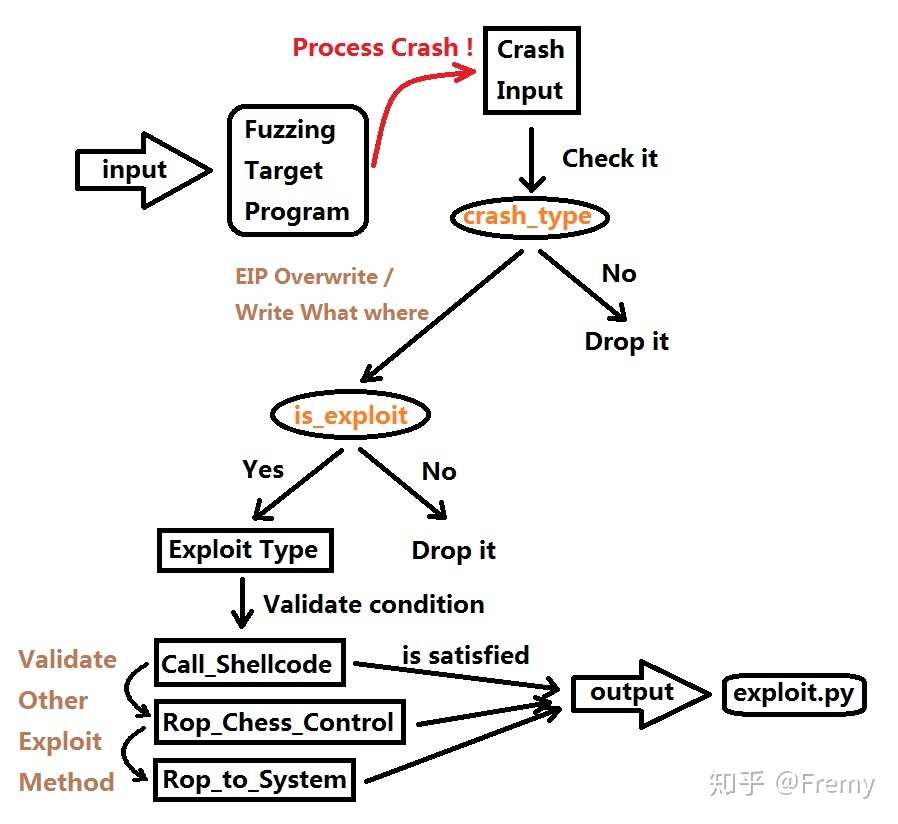 Process Crash !
Crash
Input
input
Fuzzing
Target
Program
Check it
crash_type
EIP Overwrite /
Write What where
No
Drop it
is_exploit
Yes
No
Exploit Type
Drop it
Validate condition
Validate
Other
Exploit
Method
Call_Shellcode
is satisfied
Rop_Chess_Control
Rop_to_System
output
exploit.py
知乎 @Fremy